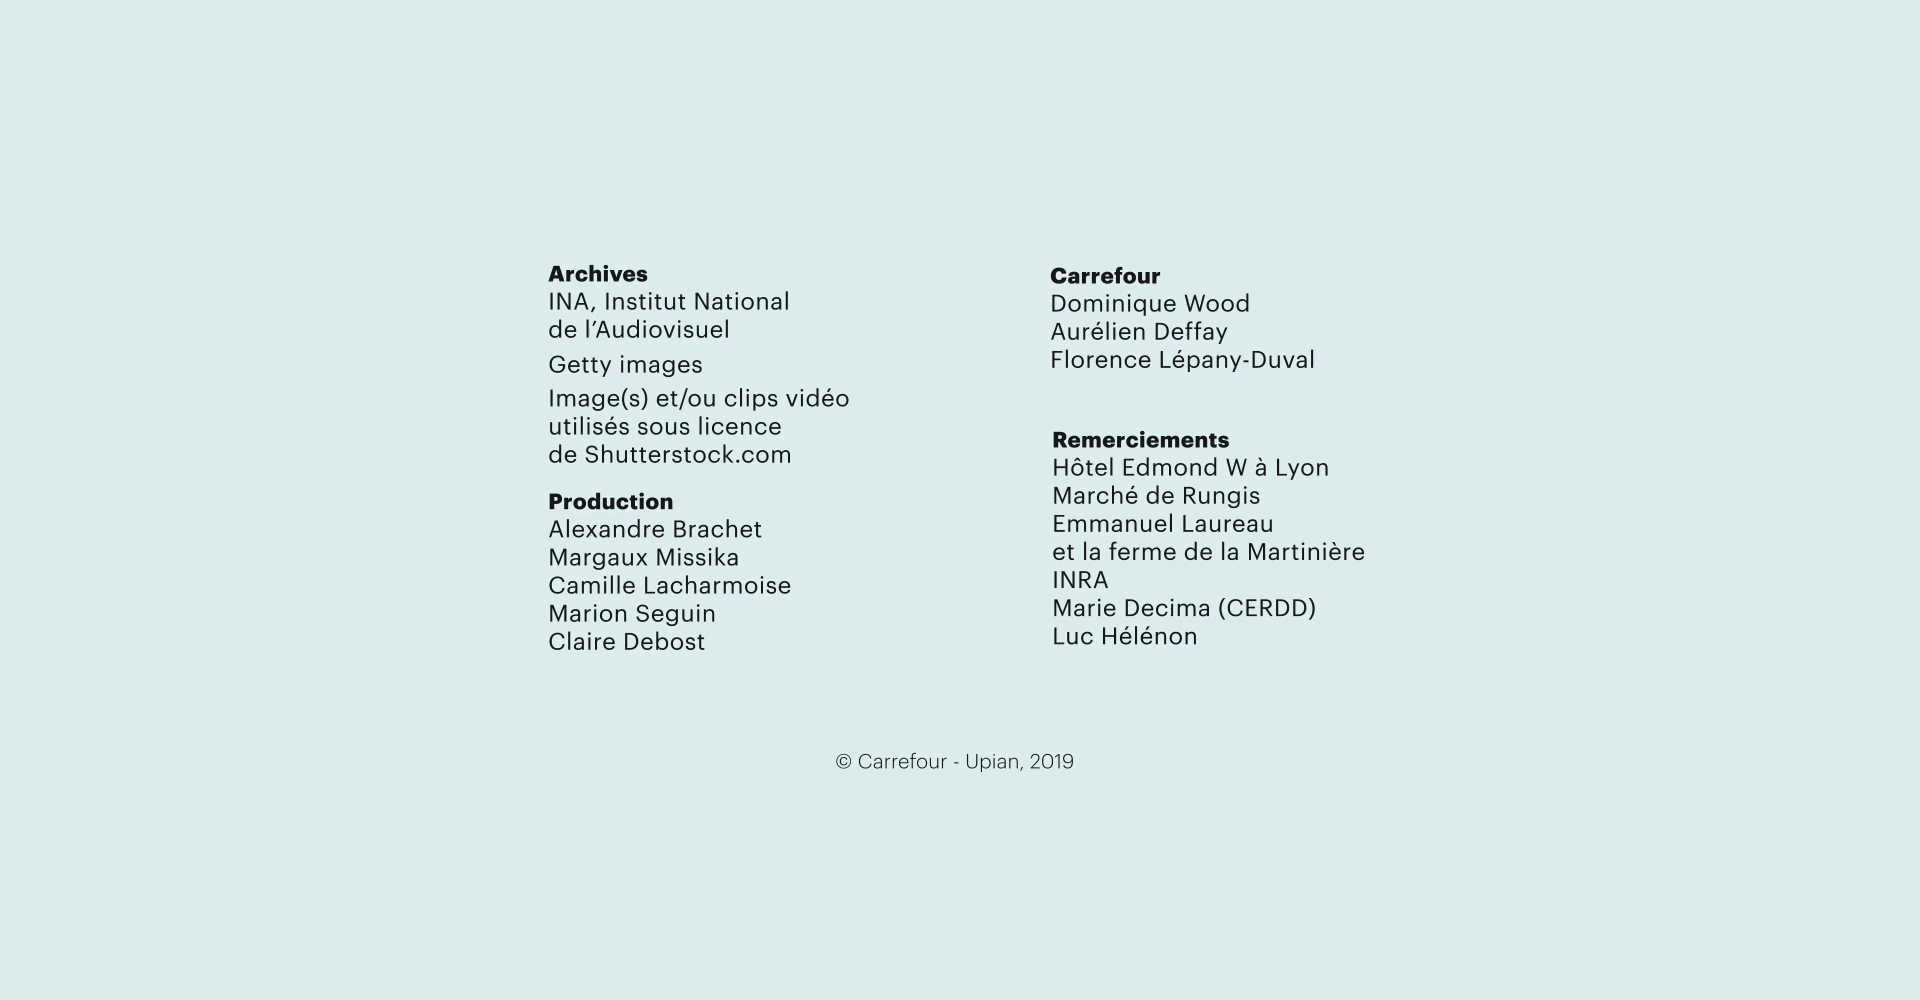 Archives
INA, Institut National
de l’Audiovisuel
Getty images
Image(s) et/ou clips vidéo
utilisés sous licence
de Shutterstock.com
Production
Alexandre Brachet
Margaux Missika
Camille Lacharmoise
Marion Seguin
Claire Debost
Carrefour
Dominique Wood
Aurélien Deffay
Florence Lépany-Duval
Remerciements
Hôtel Edmond W à Lyon
Marché de Rungis
Emmanuel Laureau
et la ferme de la Martinière
INRA
Marie Decima (CERDD)
Luc Hélénon
© Carrefour - Upian, 2019